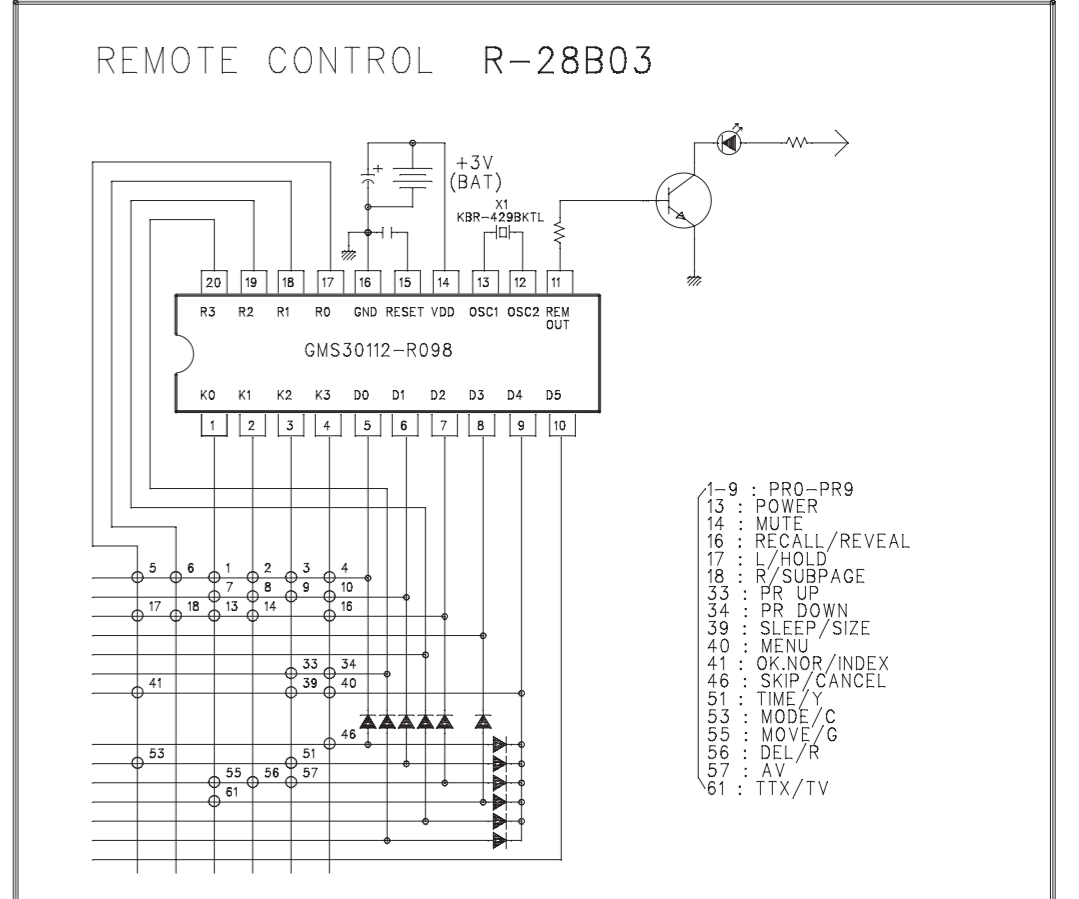 REMOTE CONTROL R-28B03
+
+3V
(BAT)
X1
KBR-429BKTL
20 19 18 17 16 15 14 13 12 11
R3 R2 R1 R0 GND RESET VDD OSC1 OSC2 REM
OUT
GMS30112-R098
K0 K1 K2 K3 D0 D1 D2 D3 D4 D5
1 2 3 4 5 6 7 8 9 10
5 6 1 2 3 4
7 8 9 10
17 18 13 14 16
33 34
41 39 40
46
53 51
55 56 57
61
1-9 : PR0-PR9
13 : POWER
14 : MUTE
16 : RECALL/REVEAL
17 : L/HOLD
18 : R/SUBPAGE
33 : PR UP
34 : PR DOWN
39 : SLEEP/SIZE
40 : MENU
41 : OK.NOR/INDEX
46 : SKIP/CANCEL
51 : TIME/Y
53 : MODE/C
55 : MOVE/G
56 : DEL/R
57 : AV
61 : TTX/TV